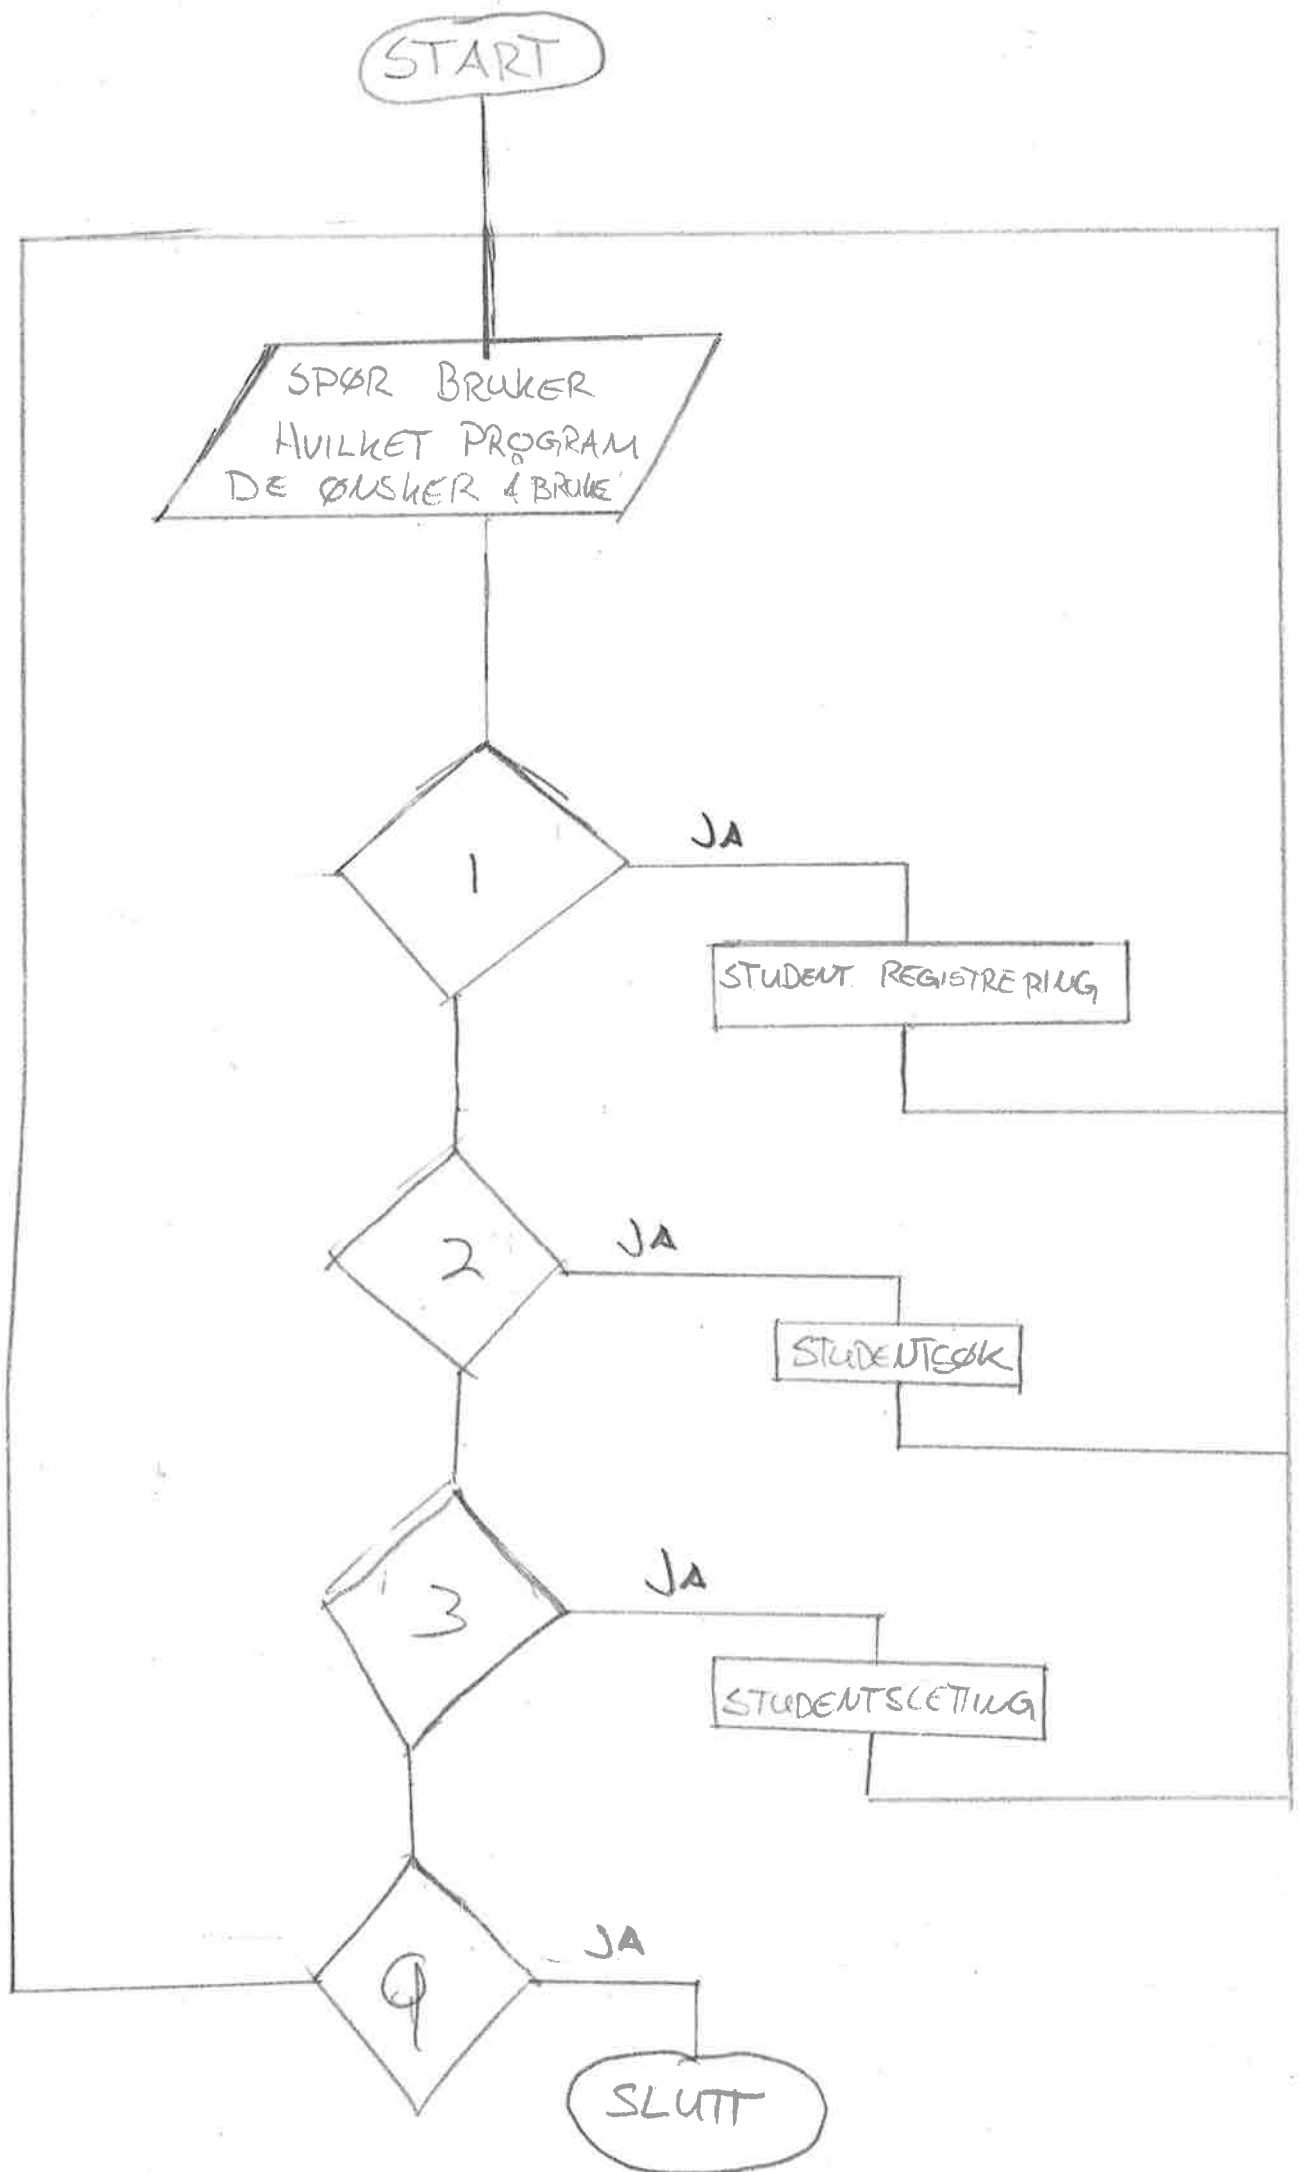 START
SPØR BRUKER
HVILKET PROGRAM
DE ØNSKER Å BRUKE
1
JA
STUDENT REGISTRERING
2
JA
STUDENTSØK
3
JA
STUDENTSLETTING
q
JA
SLUTT